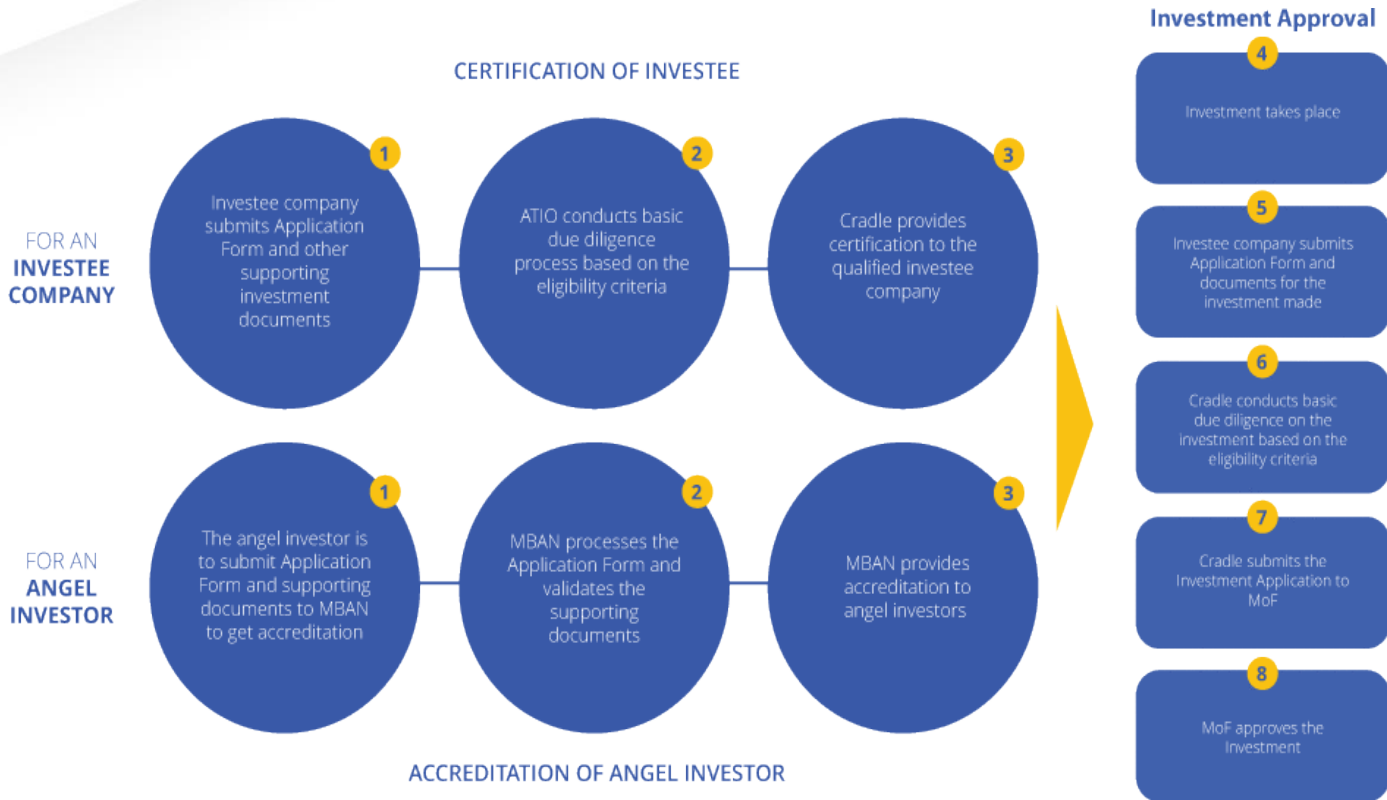 CERTIFICATION OF INVESTEE
FOR AN
INVESTEE
COMPANY
1
Investee company
submits Application
Form and other
supporting
investment
documents
2
ATIO conducts basic
due diligence
process based on the
eligibility criteria
3
Cradle provides
certification to the
qualified investee
company
FOR AN
ANGEL
INVESTOR
1
The angel investor is
to submit Application
Form and supporting
documents to MBAN
to get accreditation
2
MBAN processes the
Application Form and
validates the
supporting
documents
3
MBAN provides
accreditation to
angel investors
ACCREDITATION OF ANGEL INVESTOR
Investment Approval
4
Investment takes place
5
Investee company submits
Application Form and
documents for the
investment made
6
Cradle conducts basic
due diligence on the
investment based on the
eligibility criteria
7
Cradle submits the
Investment Application to
MoF
8
MoF approves the
Investment